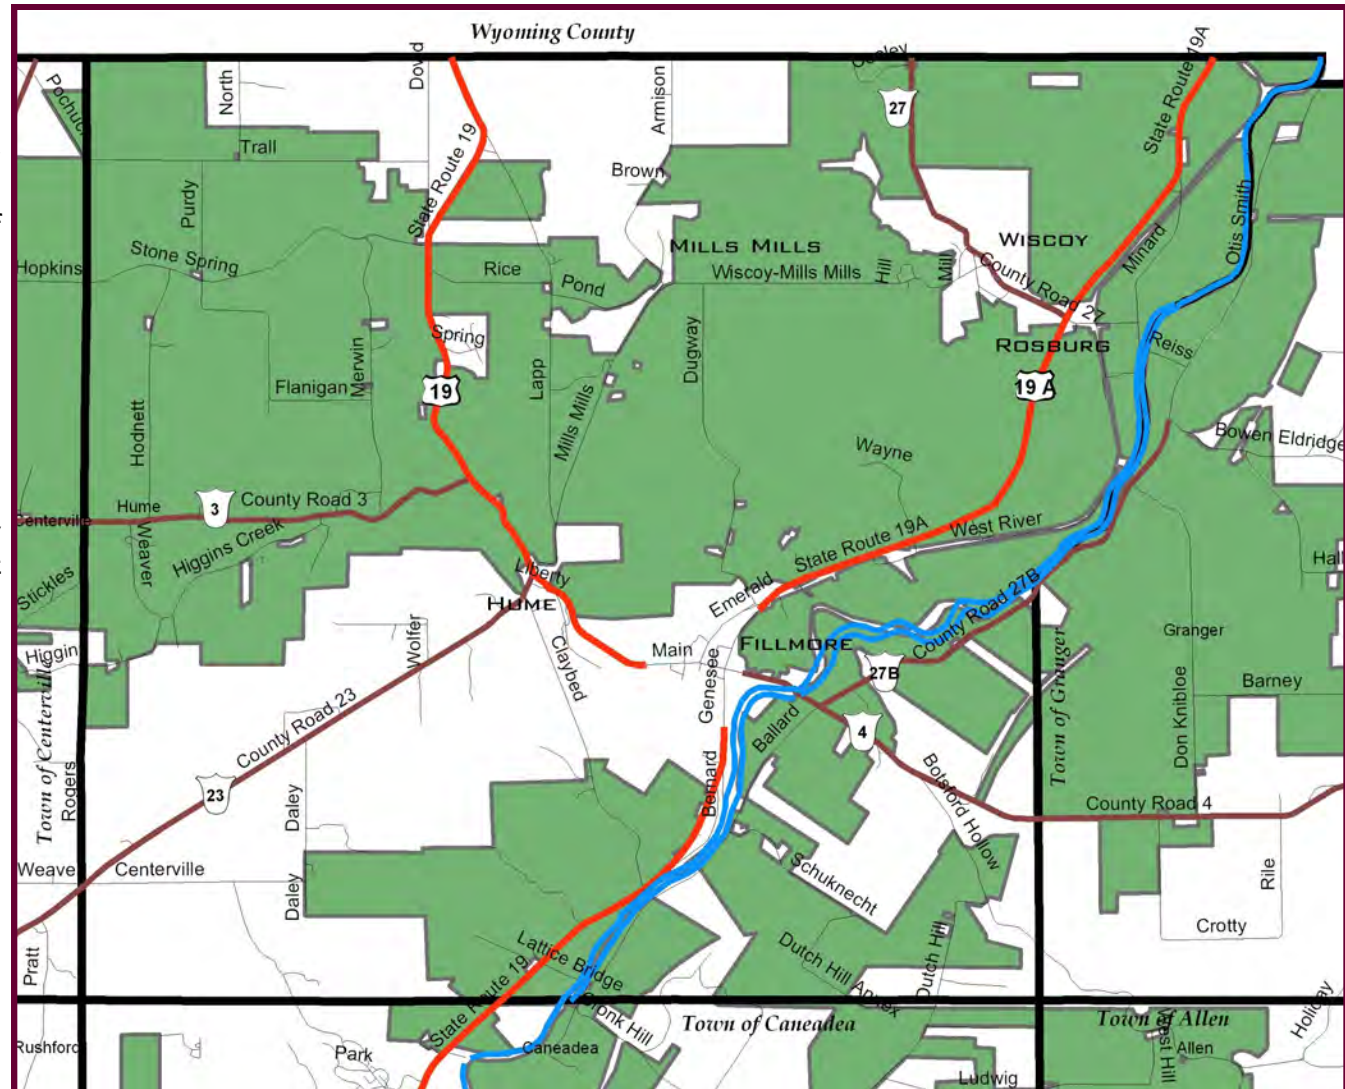 Wyoming County
Dowd
Ogley
State Route 19A
Pochuck
North
Armison
27
Trall
State Route 19
Brown
Purdy
Otis Smith
Minard
Mills Mills
Wiscoy
Stone Spring
Hopkins
Rice
Pond
Wiscoy-Mills Mills
Hill
Mill
County Road 27
Spring
Dugway
Rosburg
Reiss
Flanigan
Merwin
19
Lapp
19 A
Hodnett
Mills Mills
Wayne
Bowen Eldridge
Hume
3
County Road 3
Centerville
Weaver
Higgins Creek
State Route 19A
West River
Stickles
Liberty
Emerald
Hall
Hume
County Road 27B
Higgin
Wolfer
Claybed
Main
Fillmore
Granger
Town of Centerville
Genesee
27B
Town of Granger
Don Knibloe
Barney
County Road 23
Ballard
4
Rogers
23
Daley
Bernard
Botsford Hollow
County Road 4
Weave
Centerville
Daley
Schuknecht
Rile
Crotty
Pratt
Lattice Bridge
Dutch Hill Annex
Dutch Hill
State Route 19
Town of Caneadea
Town of Allen
Holiday
Rushford
Park
Caneadea
Allen
Ludwig